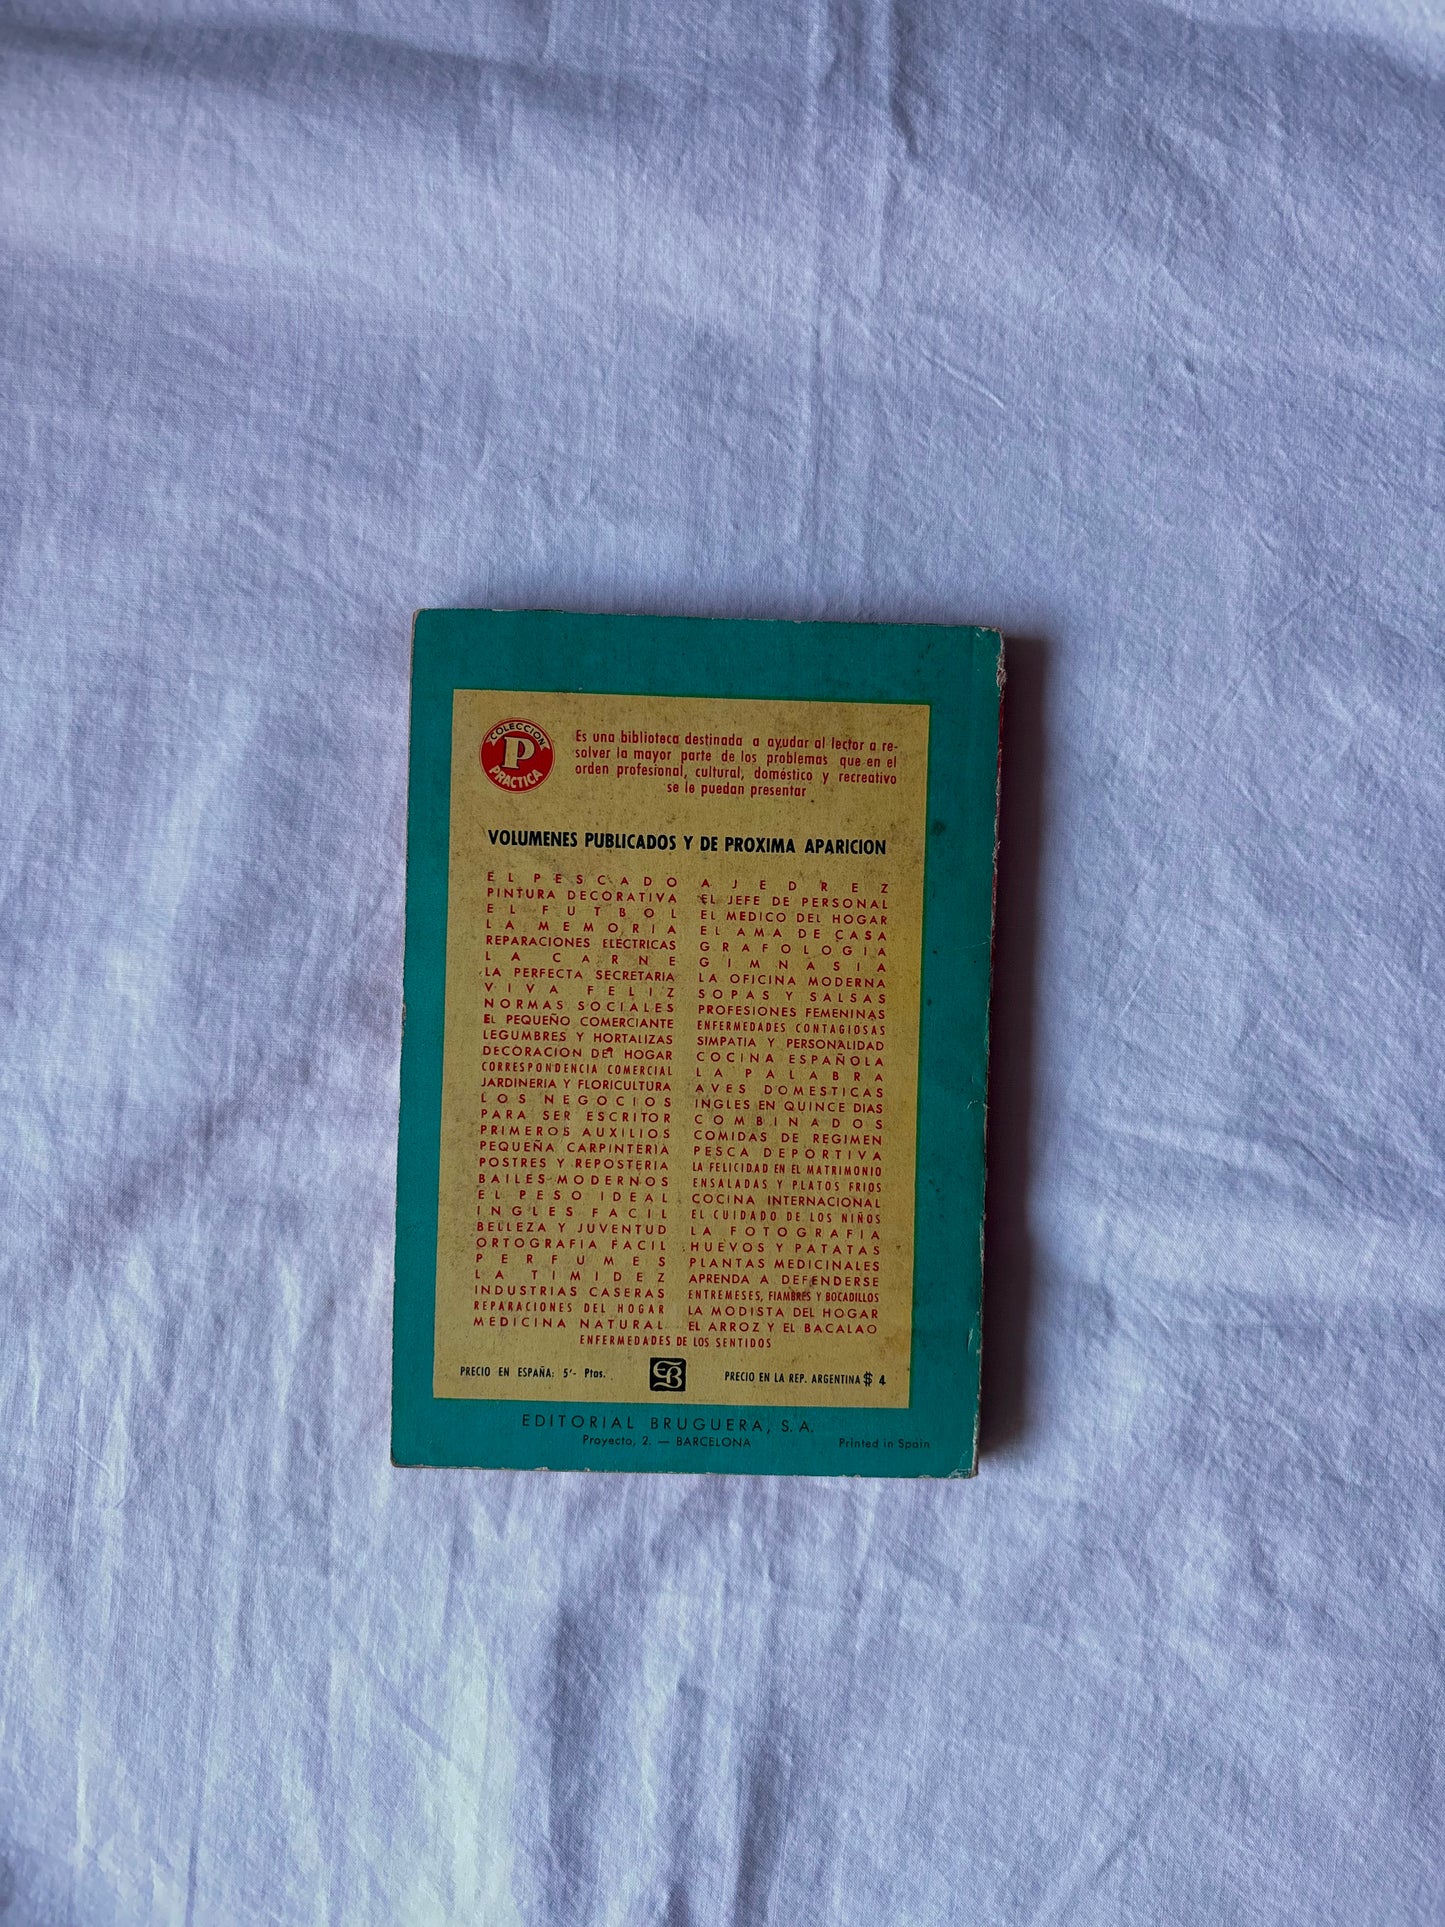 COLECCION
P
PRACTICA
Es una biblioteca destinada a ayudar al lector a re-
solver la mayor parte de los problemas que en el
orden profesional, cultural, doméstico y recreativo
se le puedan presentar
VOLUMENES PUBLICADOS Y DE PROXIMA APARICION
EL PESCADO
PINTURA DECORATIVA
EL FUTBOL
LA MEMORIA
REPARACIONES ELECTRICAS
LA CARNE
LA PERFECTA SECRETARIA
VIVA FELIZ
NORMAS SOCIALES
EL PEQUEÑO COMERCIANTE
LEGUMBRES Y HORTALIZAS
DECORACION DEL HOGAR
CORRESPONDENCIA COMERCIAL
JARDINERIA Y FLORICULTURA
LOS NEGOCIOS
PARA SER ESCRITOR
PRIMEROS AUXILIOS
PEQUEÑA CARPINTERIA
POSTRES Y REPOSTERIA
BAILES MODERNOS
EL PESO IDEAL
INGLES FACIL
BELLEZA Y JUVENTUD
ORTOGRAFIA FACIL
PERFUMES
LA TIMIDEZ
INDUSTRIAS CASERAS
REPARACIONES DEL HOGAR
MEDICINA NATURAL
AJEDREZ
EL JEFE DE PERSONAL
EL MEDICO DEL HOGAR
EL AMA DE CASA
GRAFOLOGIA
GIMNASIA
LA OFICINA MODERNA
SOPAS Y SALSAS
PROFESIONES FEMENINAS
ENFERMEDADES CONTAGIOSAS
SIMPATIA Y PERSONALIDAD
COCINA ESPAÑOLA
LA PALABRA
AVES DOMESTICAS
INGLES EN QUINCE DIAS
COMBINADOS
COMIDAS DE REGIMEN
PESCA DEPORTIVA
LA FELICIDAD EN EL MATRIMONIO
ENSALADAS Y PLATOS FRIOS
COCINA INTERNACIONAL
EL CUIDADO DE LOS NIÑOS
LA FOTOGRAFIA
HUEVOS Y PATATAS
PLANTAS MEDICINALES
APRENDA A DEFENDERSE
ENTREMESES, FIAMBRES Y BOCADILLOS
LA MODISTA DEL HOGAR
EL ARROZ Y EL BACALAO
ENFERMEDADES DE LOS SENTIDOS
PRECIO EN ESPAÑA: 5'- Ptas.
EB
PRECIO EN LA REP. ARGENTINA $ 4
EDITORIAL BRUGUERA, S. A.
Proyecto, 2. — BARCELONA
Printed in Spain